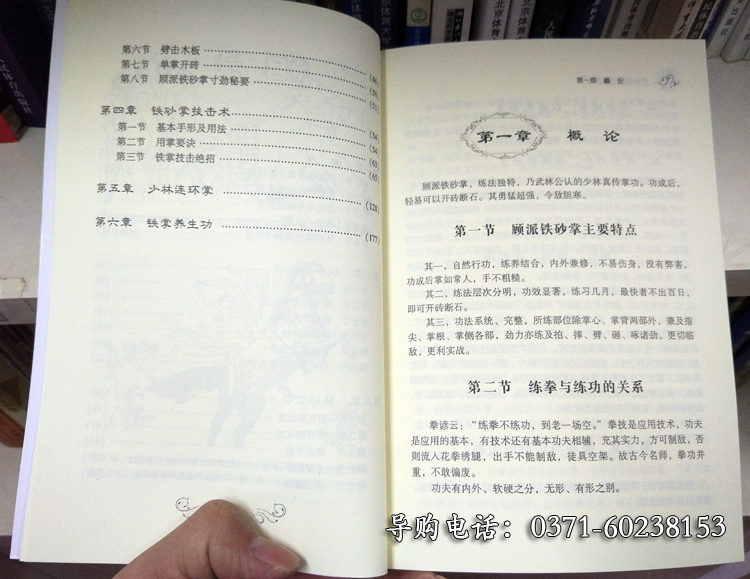 第六节 劈击木板 (46)
第七节 单掌开砖 (50)
第八节 顾派铁砂掌寸劲秘要 (51)
第四章 铁砂掌技击术 (54)
第一节 基本手形及用法 (54)
第二节 用掌要诀 (63)
第三节 铁掌技击绝招 (65)
第五章 少林连环掌 (128)
第六章 铁掌养生功 (177)
第一章 概论
第一章 概 论
顾派铁砂掌，练法独特，乃武林公认的少林真传掌功。功成后，
轻易可以开砖断石。其勇猛超强，令敌胆寒。
第一节 顾派铁砂掌主要特点
其一，自然行功，练养结合，内外兼修，不易伤身，没有弊害，
功成后掌如常人，手不粗糙。
其二，练法层次分明，功效显著，练习几月，最快者不出百日，
即可开砖断石。
其三，功法系统、完整，所练部位除掌心、掌背两部外，兼及指
尖、掌根、掌侧各部，劲力亦练及拍、摔、劈、砸、啄诸劲，更切临
敌，更利实战。
第二节 练拳与练功的关系
拳谚云：“练拳不练功，到老一场空。”拳技是应用技术，功夫
是应用的基本，有技术还有基本功夫相辅，充其实力，方可制敌，否
则流人花拳绣腿，出手不能制敌，徒具空架。故古今名师，拳功并
重，不敢偏废。
功夫有内外、软硬之分，无形、有形之别。
导购电话：0371-60238153